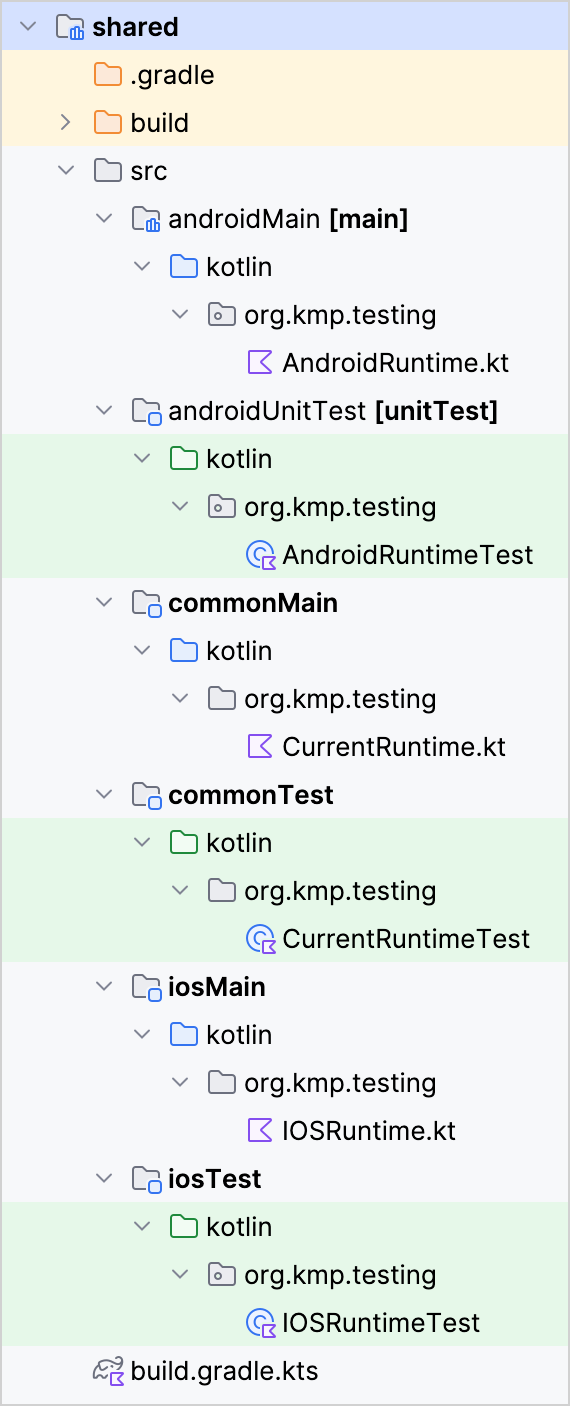 shared
.gradle
build
src
androidMain [main]
kotlin
org.kmp.testing
AndroidRuntime.kt
androidUnitTest [unitTest]
kotlin
org.kmp.testing
AndroidRuntimeTest
commonMain
kotlin
org.kmp.testing
CurrentRuntime.kt
commonTest
kotlin
org.kmp.testing
CurrentRuntimeTest
iosMain
kotlin
org.kmp.testing
IOSRuntime.kt
iosTest
kotlin
org.kmp.testing
IOSRuntimeTest
build.gradle.kts